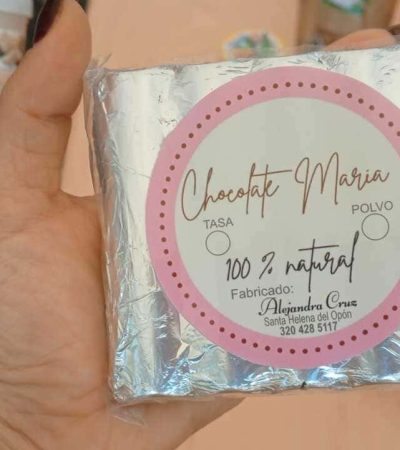 Chocolate Maria
TASA POLVO
100 % natural
Fabricado:
Alejandra Cruz
Santa Helena del Opón
320 428 5117